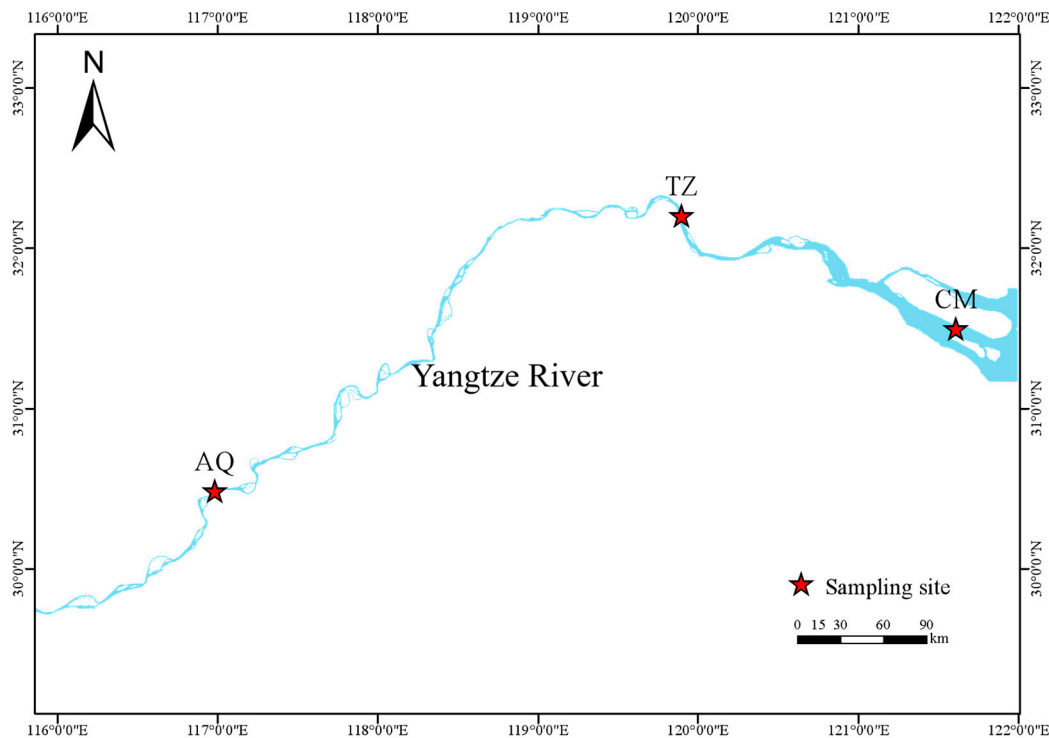 116°0'0"E 117°0'0"E 118°0'0"E 119°0'0"E 120°0'0"E 121°0'0"E 122°0'0"E
N
33°0'0"N 33°0'0"N
TZ
32°0'0"N 32°0'0"N
CM
Yangtze River
31°0'0"N 31°0'0"N
AQ
30°0'0"N 30°0'0"N
Sampling site
0 15 30 60 90
km
116°0'0"E 117°0'0"E 118°0'0"E 119°0'0"E 120°0'0"E 121°0'0"E 122°0'0"E